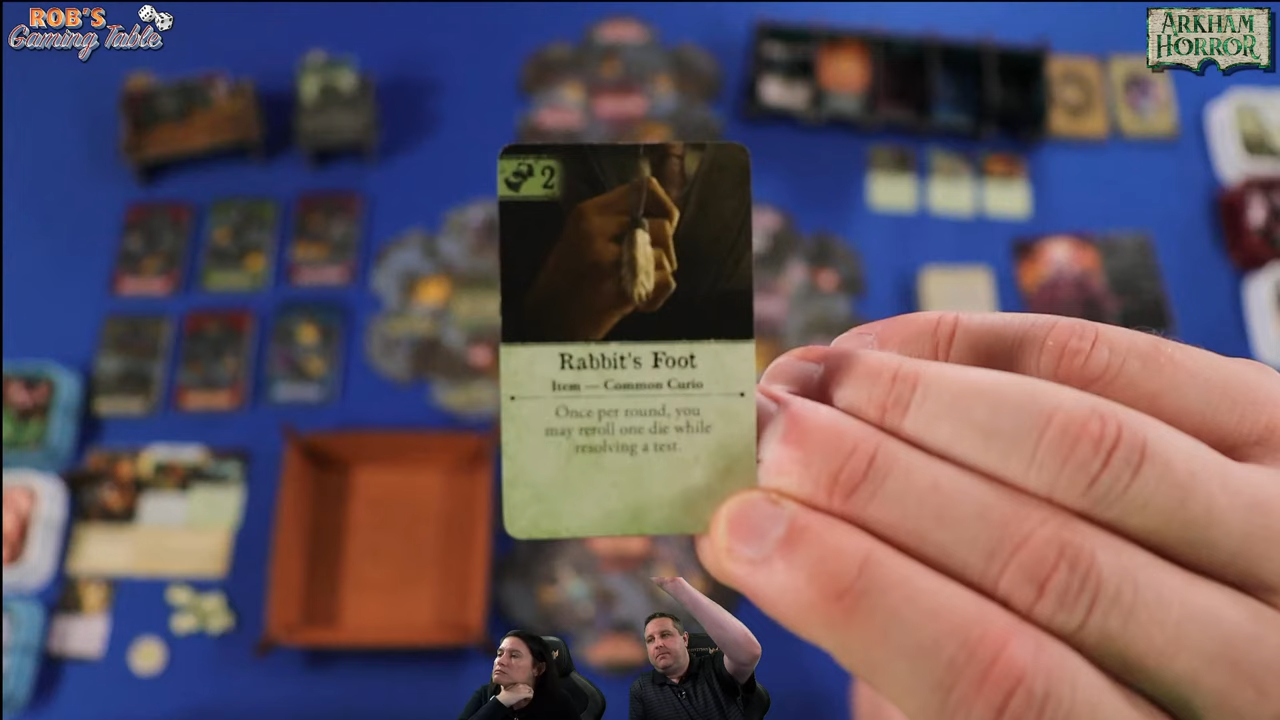 ROB'S
Gaming Table
ARKHAM
HORROR
2
Rabbit's Foot
Item — Common Curio
Once per round, you
may reroll one die while
resolving a test.